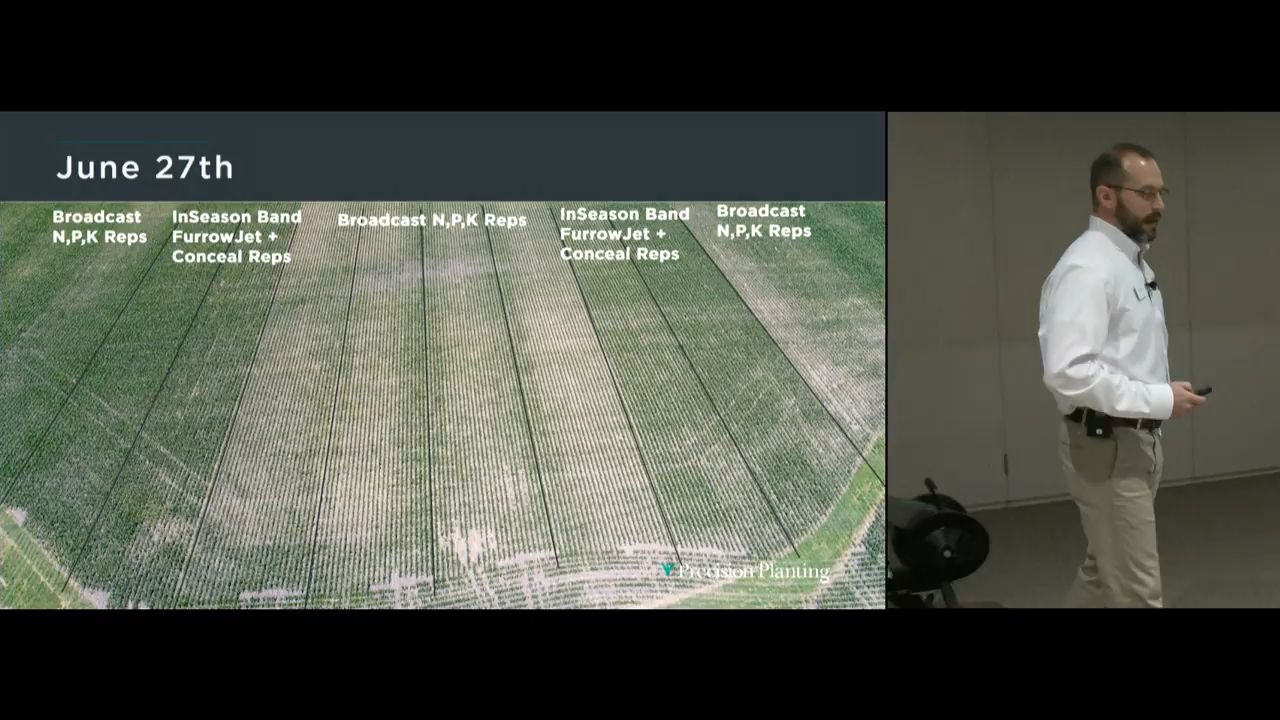 June 27th
Broadcast
N,P,K Reps
InSeason Band
FurrowJet +
Conceal Reps
Broadcast N,P,K Reps
InSeason Band
FurrowJet +
Conceal Reps
Broadcast
N,P,K Reps
Precision Planting